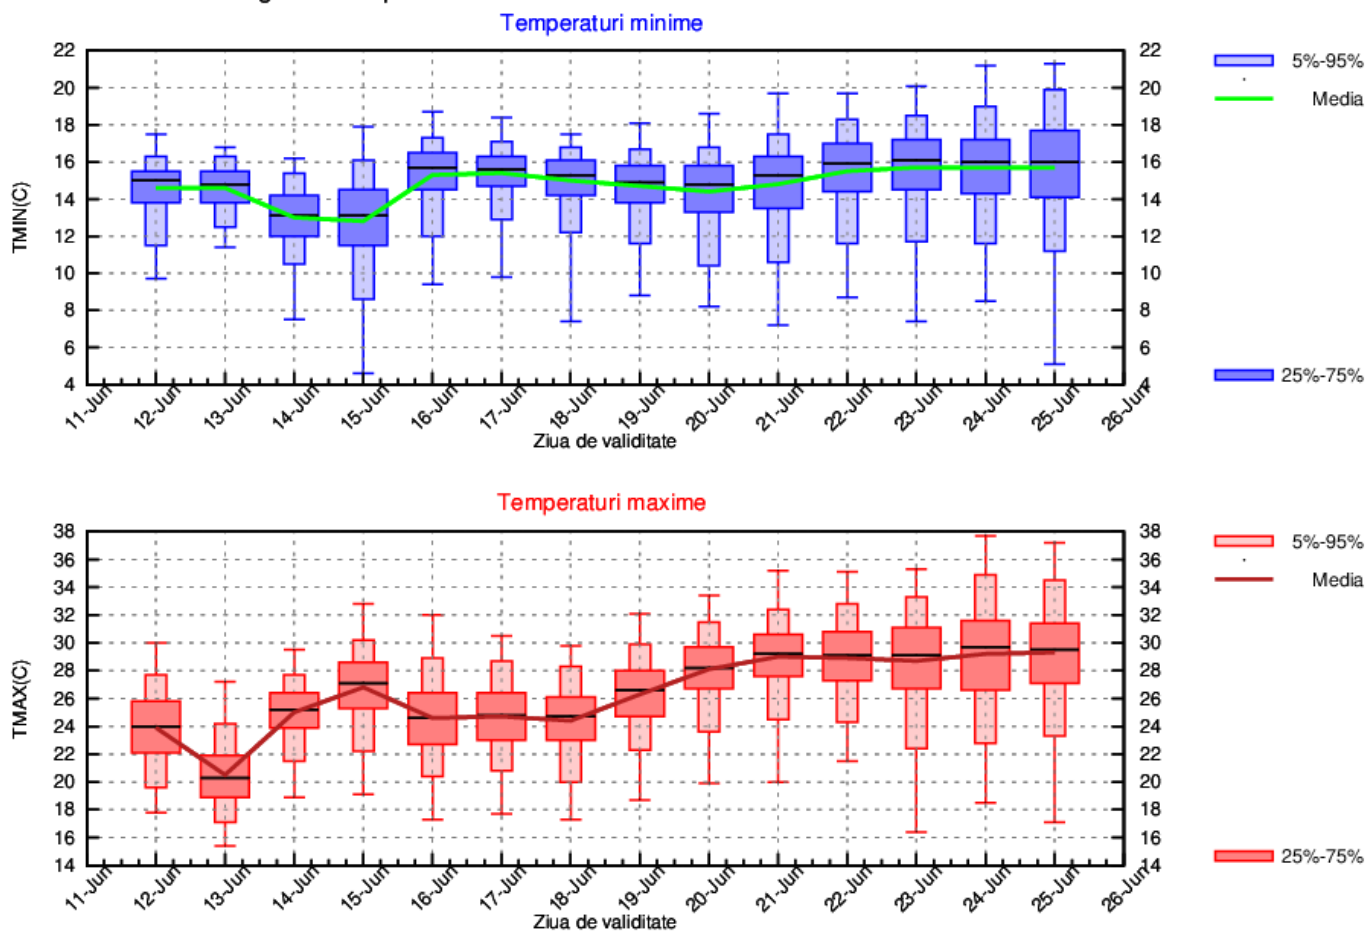 Temperaturi minime
TMIN(C)
22 22
20 20
18 18
16 16
14 14
12 12
10 10
8 8
6 6
4 4
11-Jun 12-Jun 13-Jun 14-Jun 15-Jun 16-Jun 17-Jun 18-Jun 19-Jun 20-Jun 21-Jun 22-Jun 23-Jun 24-Jun 25-Jun 26-Jun
Ziua de validitate
5%-95%
Media
25%-75%
Temperaturi maxime
TMAX(C)
38 38
36 36
34 34
32 32
30 30
28 28
26 26
24 24
22 22
20 20
18 18
16 16
14 14
11-Jun 12-Jun 13-Jun 14-Jun 15-Jun 16-Jun 17-Jun 18-Jun 19-Jun 20-Jun 21-Jun 22-Jun 23-Jun 24-Jun 25-Jun 26-Jun
Ziua de validitate
5%-95%
Media
25%-75%